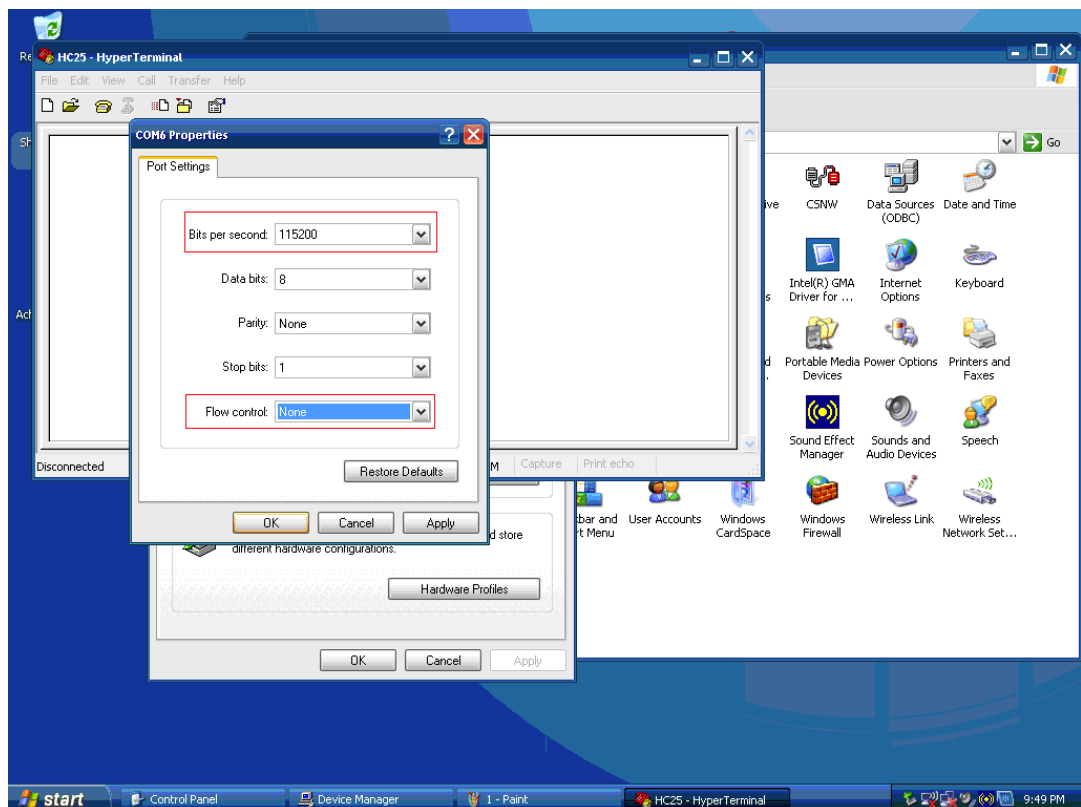 HC25 - HyperTerminal
File Edit View Call Transfer Help
COM6 Properties
Port Settings
Bits per second: 115200
Data bits: 8
Parity: None
Stop bits: 1
Flow control: None
Restore Defaults
OK Cancel Apply
Disconnected
Capture
Print echo
different hardware configurations.
d store
Hardware Profiles
OK Cancel Apply
Go
CSNW
Data Sources (ODBC)
Date and Time
Intel(R) GMA Driver for ...
Internet Options
Keyboard
Portable Media Devices
Power Options
Printers and Faxes
Sound Effect Manager
Sounds and Audio Devices
Speech
bar and
t Menu
User Accounts
Windows CardSpace
Windows Firewall
Wireless Link
Wireless Network Set...
start
Control Panel
Device Manager
1 - Paint
HC25 - HyperTerminal
9:49 PM